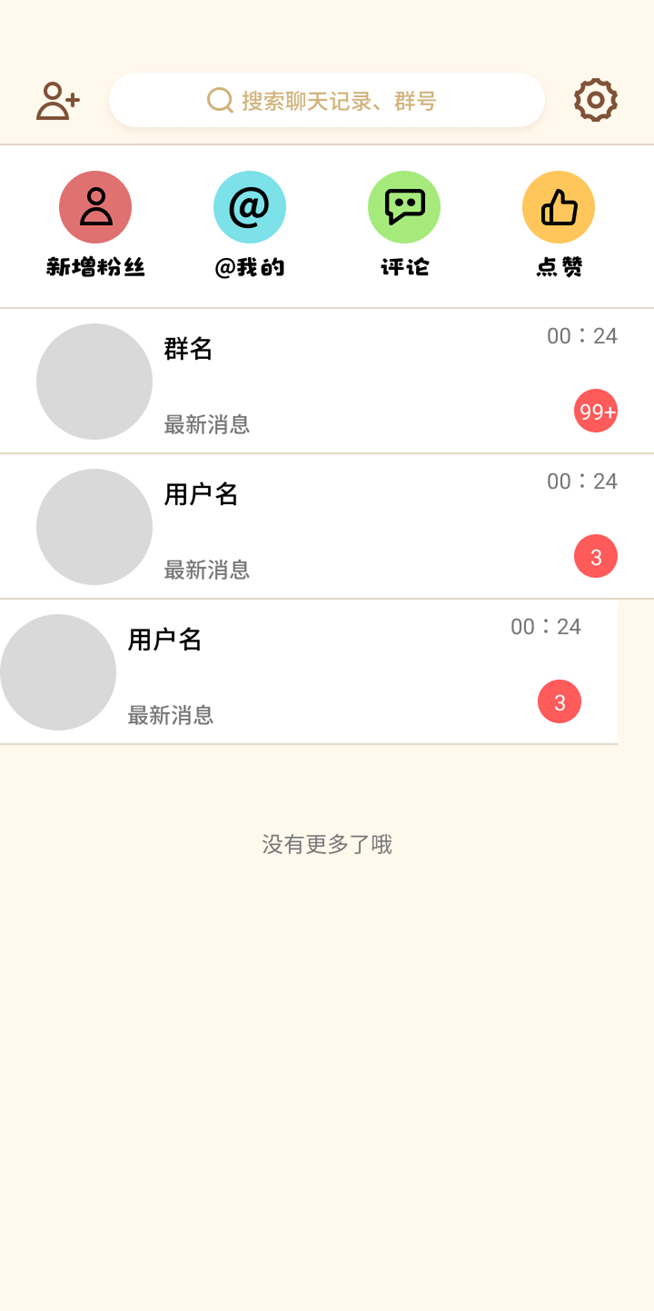 搜索聊天记录、群号
新增粉丝 @我的 评论 点赞
群名 00：24
最新消息 99+
用户名 00：24
最新消息 3
用户名 00：24
最新消息 3
没有更多了哦